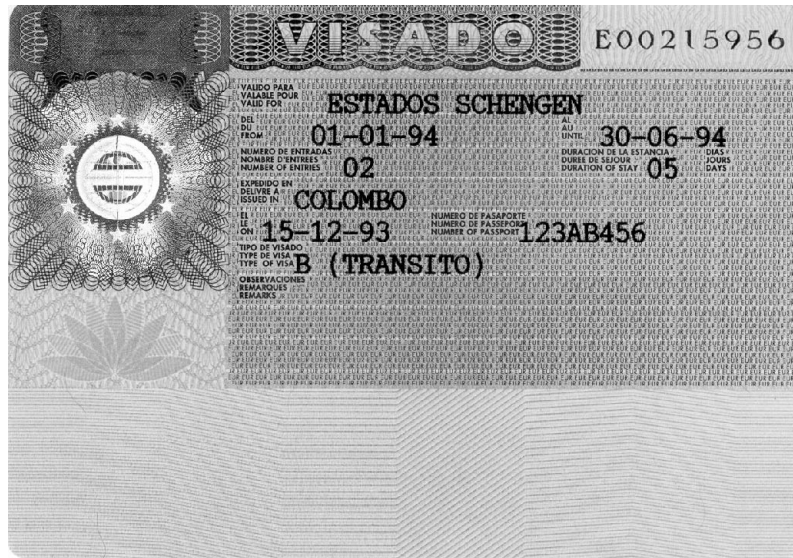 VISADO E00215956
VALIDO PARA
VALABLE POUR
VALID FOR
ESTADOS SCHENGEN
DEL
DU
FROM
01-01-94
AL
AU
UNTIL
30-06-94
NUMERO DE ENTRADAS
NOMBRE D'ENTREES
NUMBER OF ENTRIES
02
DURACION DE LA ESTANCIA
DUREE DE SEJOUR
DURATION OF STAY
05
DIAS
JOURS
DAYS
EXPEDIDO EN
DELIVRE A
ISSUED IN
COLOMBO
EL
LE
ON
15-12-93
NUMERO DE PASAPORTE
NUMERO DE PASSEPORT
NUMBER OF PASSPORT
123AB456
TIPO DE VISADO
TYPE DE VISA
TYPE OF VISA
B (TRANSITO)
OBSERVACIONES
REMARQUES
REMARKS